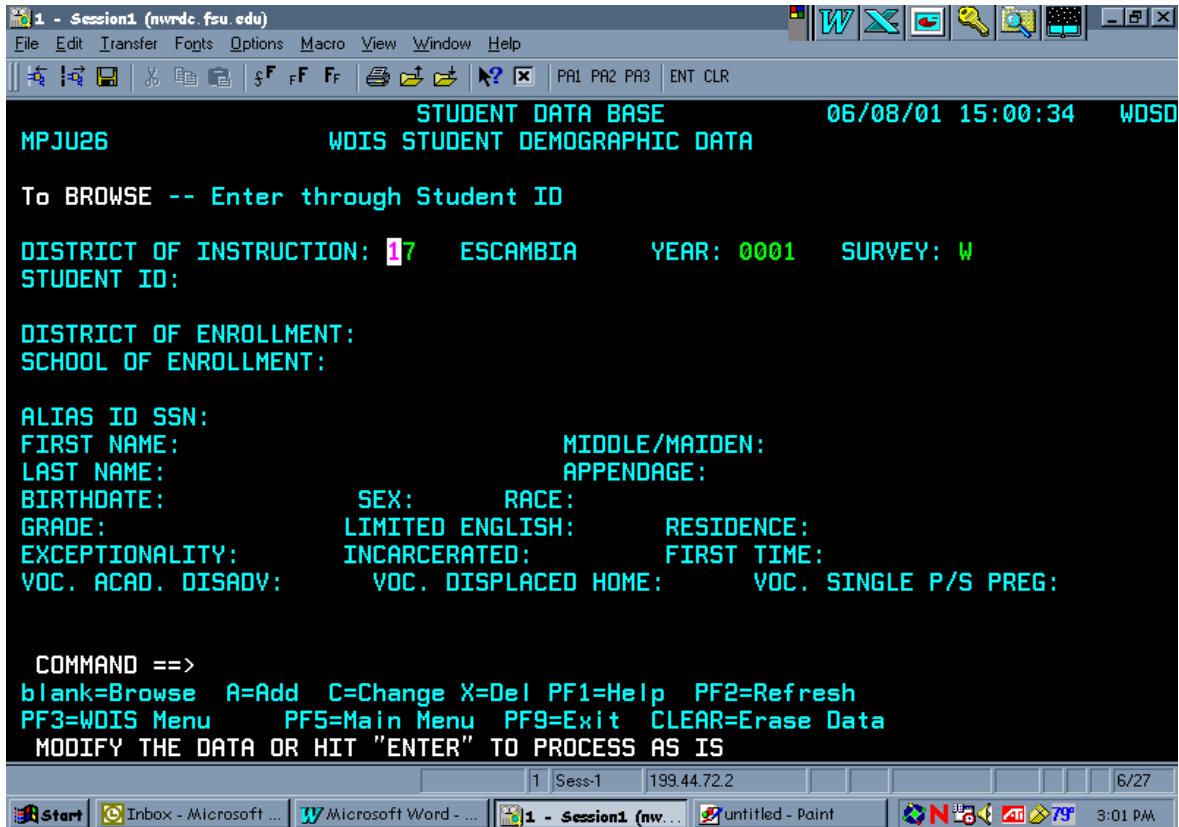 1 - Session1 (nwrdc.fsu.edu)
File Edit Transfer Fonts Options Macro View Window Help
PA1 PA2 PA3 ENT CLR
STUDENT DATA BASE 06/08/01 15:00:34 WDSD
MPJU26 WDIS STUDENT DEMOGRAPHIC DATA
To BROWSE -- Enter through Student ID
DISTRICT OF INSTRUCTION: 17 ESCAMBIA YEAR: 0001 SURVEY: W
STUDENT ID:
DISTRICT OF ENROLLMENT:
SCHOOL OF ENROLLMENT:
ALIAS ID SSN:
FIRST NAME: MIDDLE/MAIDEN:
LAST NAME: APPENDAGE:
BIRTHDATE: SEX: RACE:
GRADE: LIMITED ENGLISH: RESIDENCE:
EXCEPTIONALITY: INCARCERATED: FIRST TIME:
VOC. ACAD. DISADV: VOC. DISPLACED HOME: VOC. SINGLE P/S PREG:
COMMAND ==>
blank=Browse A=Add C=Change X=Del PF1=Help PF2=Refresh
PF3=WDIS Menu PF5=Main Menu PF9=Exit CLEAR=Erase Data
MODIFY THE DATA OR HIT "ENTER" TO PROCESS AS IS
1 Sess-1 199.44.72.2 6/27
Start Inbox - Microsoft ... Microsoft Word - ... 1 - Session1 (nw... untitled - Paint 79° 3:01 PM